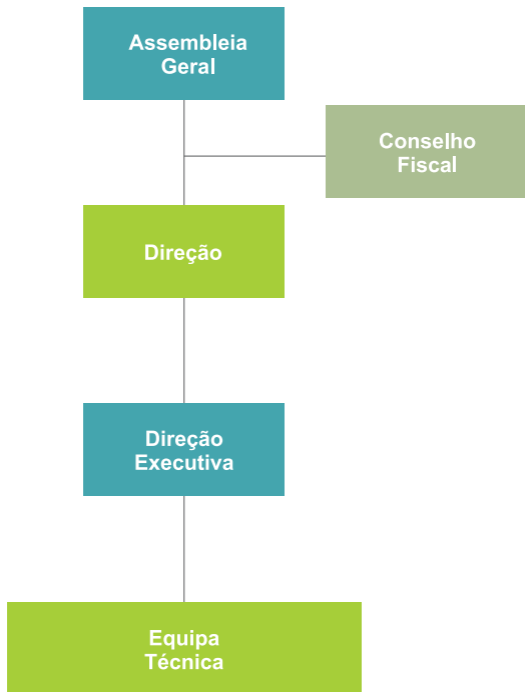 Assembleia
Geral
Conselho
Fiscal
Direção
Direção
Executiva
Equipa
Técnica